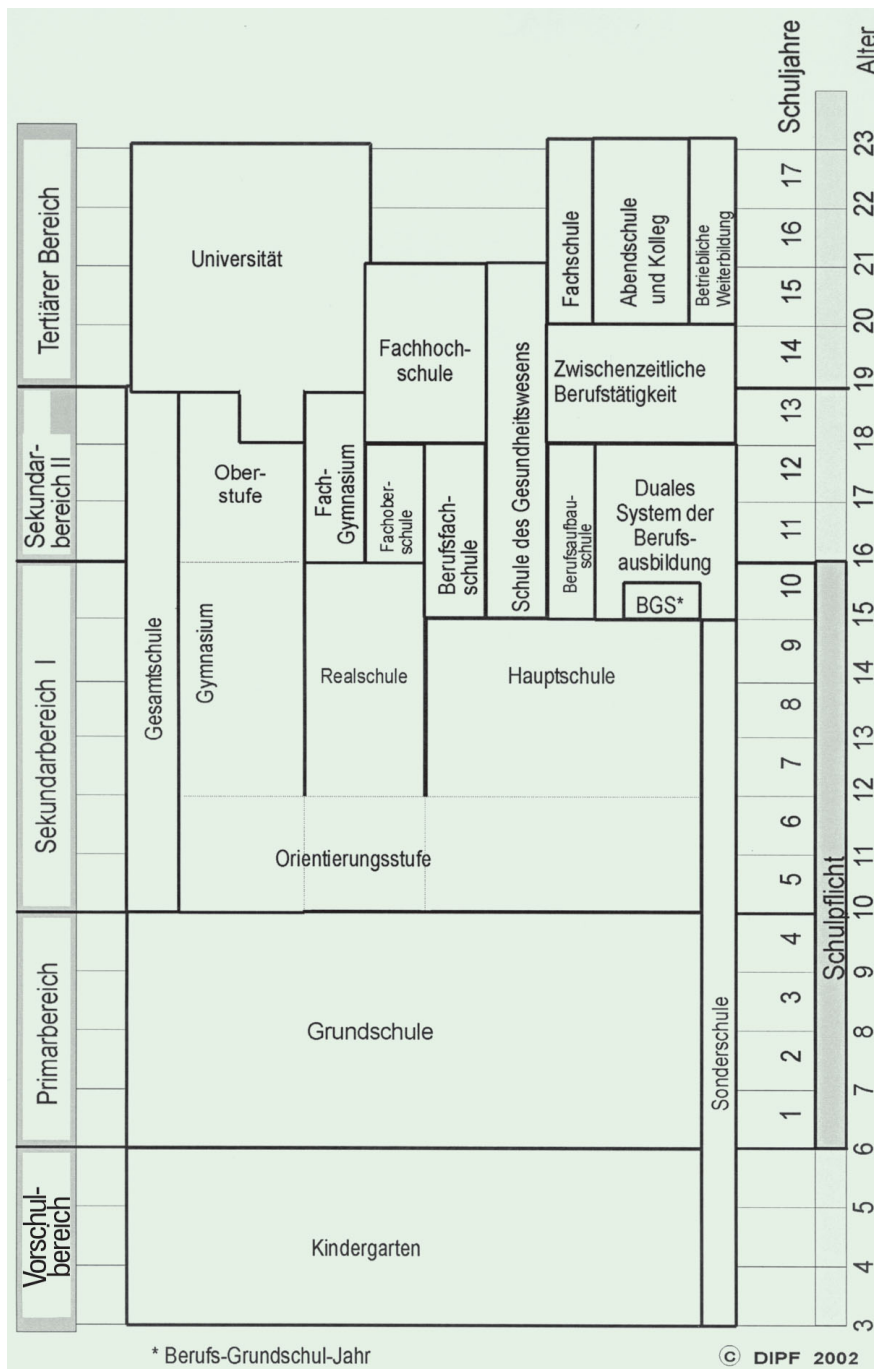 Schuljahre
Alter
Tertiärer Bereich
Sekundar-
bereich II
Sekundarbereich I
Primarbereich
Vorschul-
bereich
Universität
Fachhoch-
schule
Schule des Gesundheitswesens
Fachschule
Abendschule
und Kolleg
Betriebliche
Weiterbildung
Zwischenzeitliche
Berufstätigkeit
Gesamtschule
Ober-
stufe
Gymnasium
Fach-
Gymnasium
Fachober-
schule
Berufsfach-
schule
Berufsaufbau-
schule
Duales
System der
Berufs-
ausbildung
BGS*
Realschule
Hauptschule
Orientierungsstufe
Grundschule
Sonderschule
Kindergarten
17
16
15
14
13
12
11
10
9
8
7
6
5
4
3
2
1
Schulpflicht
23
22
21
20
19
18
17
16
15
14
13
12
11
10
9
8
7
6
5
4
3
* Berufs-Grundschul-Jahr
© DIPF 2002